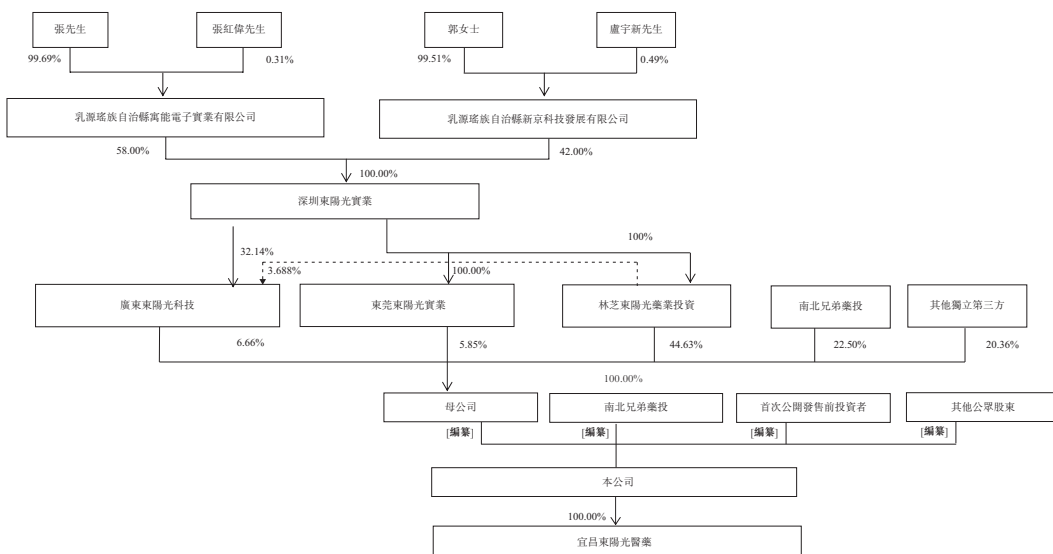 張先生
張紅偉先生
郭女士
盧宇新先生
99.69%
0.31%
99.51%
0.49%
乳源瑤族自治縣寓能電子實業有限公司
乳源瑤族自治縣新京科技發展有限公司
58.00%
42.00%
100.00%
深圳東陽光實業
32.14%
100%
3.688%
100.00%
廣東東陽光科技
東莞東陽光實業
林芝東陽光藥業投資
南北兄弟藥投
其他獨立第三方
6.66%
5.85%
44.63%
22.50%
20.36%
100.00%
母公司
南北兄弟藥投
首次公開發售前投資者
其他公眾股東
[編纂]
[編纂]
[編纂]
[編纂]
本公司
100.00%
宜昌東陽光醫藥